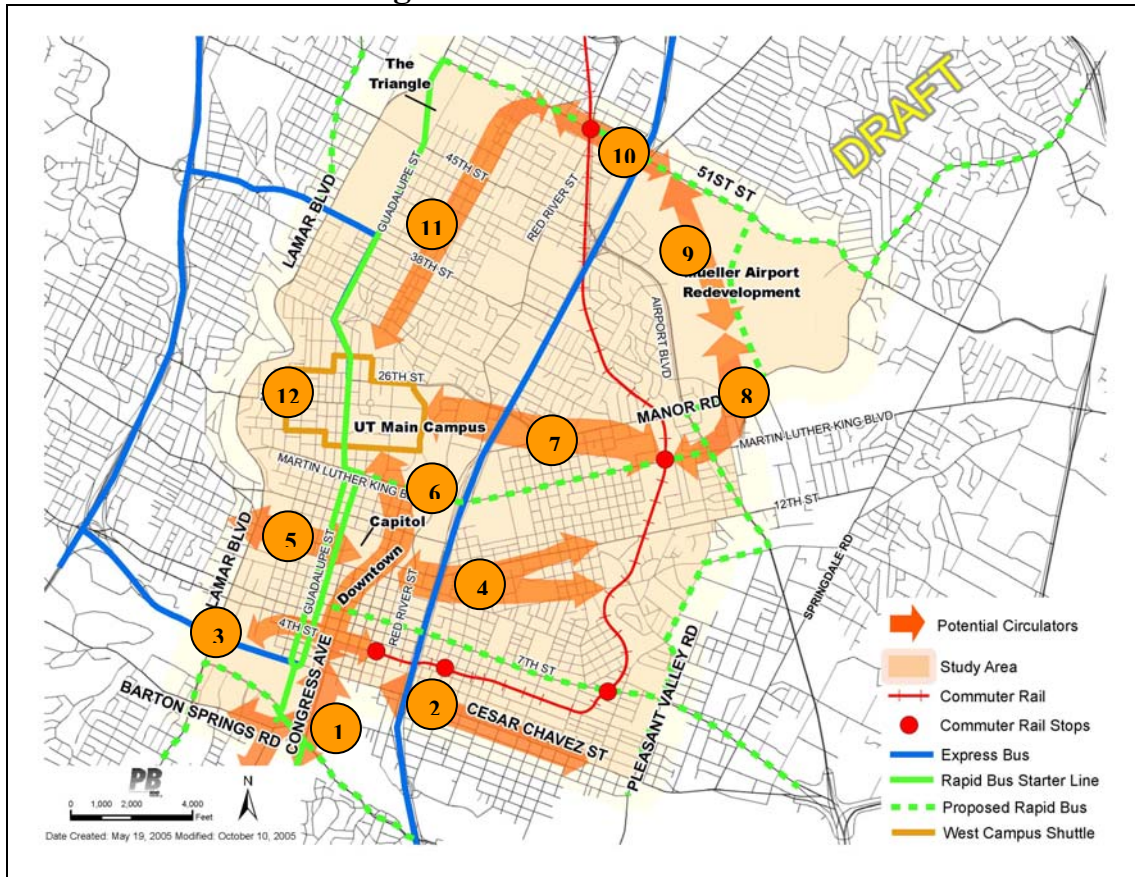 The
Triangle
DRAFT
10
51ST ST
45TH ST
GUADALUPE ST
RED RIVER ST
LAMAR BLVD
11
38TH ST
9
Mueller Airport
Redevelopment
AIRPORT BLVD
12
26TH ST
8
MANOR RD
UT Main Campus
7
MARTIN LUTHER KING BLVD
MARTIN LUTHER KING B
6
12TH ST
Capitol
5
LAMAR BLVD
GUADALUPE ST
Downtown
4
SPRINGDALE RD
RED RIVER ST
3
4TH ST
7TH ST
PLEASANT VALLEY RD
BARTON SPRINGS RD
CONGRESS AVE
2
CESAR CHAVEZ ST
1
Potential Circulators
Study Area
Commuter Rail
Commuter Rail Stops
Express Bus
Rapid Bus Starter Line
Proposed Rapid Bus
West Campus Shuttle
PB
N
0 1,000 2,000 4,000
Feet
Date Created: May 19, 2005 Modified: October 10, 2005